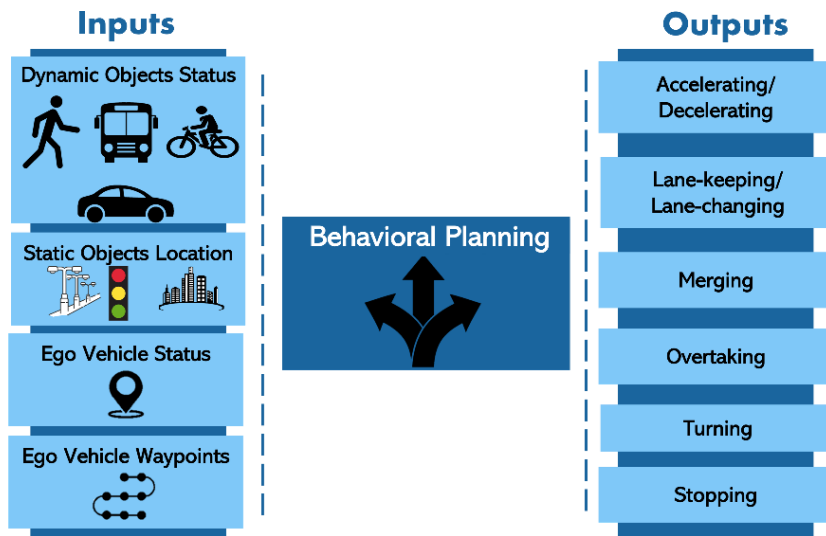 Inputs
Dynamic Objects Status
Static Objects Location
Ego Vehicle Status
Ego Vehicle Waypoints
Behavioral Planning
Outputs
Accelerating/
Decelerating
Lane-keeping/
Lane-changing
Merging
Overtaking
Turning
Stopping